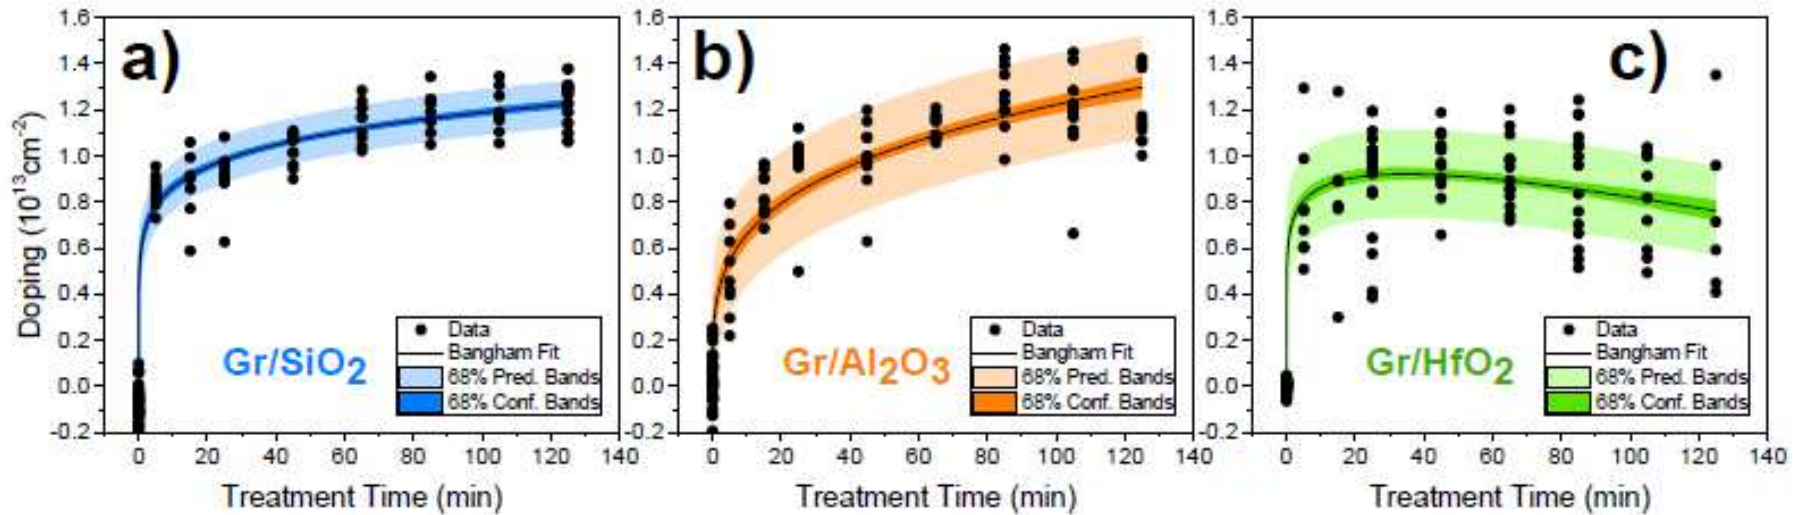 a)
1.6
1.4
1.2
1.0
0.8
0.6
0.4
0.2
0.0
-0.2
Doping (10¹³cm⁻²)
Gr/SiO₂
Data
Bangham Fit
68% Pred. Bands
68% Conf. Bands
0 20 40 60 80 100 120 140
Treatment Time (min)
b)
1.6
1.4
1.2
1.0
0.8
0.6
0.4
0.2
0.0
-0.2
Gr/Al₂O₃
Data
Bangham Fit
68% Pred. Bands
68% Conf. Bands
0 20 40 60 80 100 120 140
Treatment Time (min)
c)
1.6
1.4
1.2
1.0
0.8
0.6
0.4
0.2
0.0
-0.2
Gr/HfO₂
Data
Bangham Fit
68% Pred. Bands
68% Conf. Bands
0 20 40 60 80 100 120 140
Treatment Time (min)